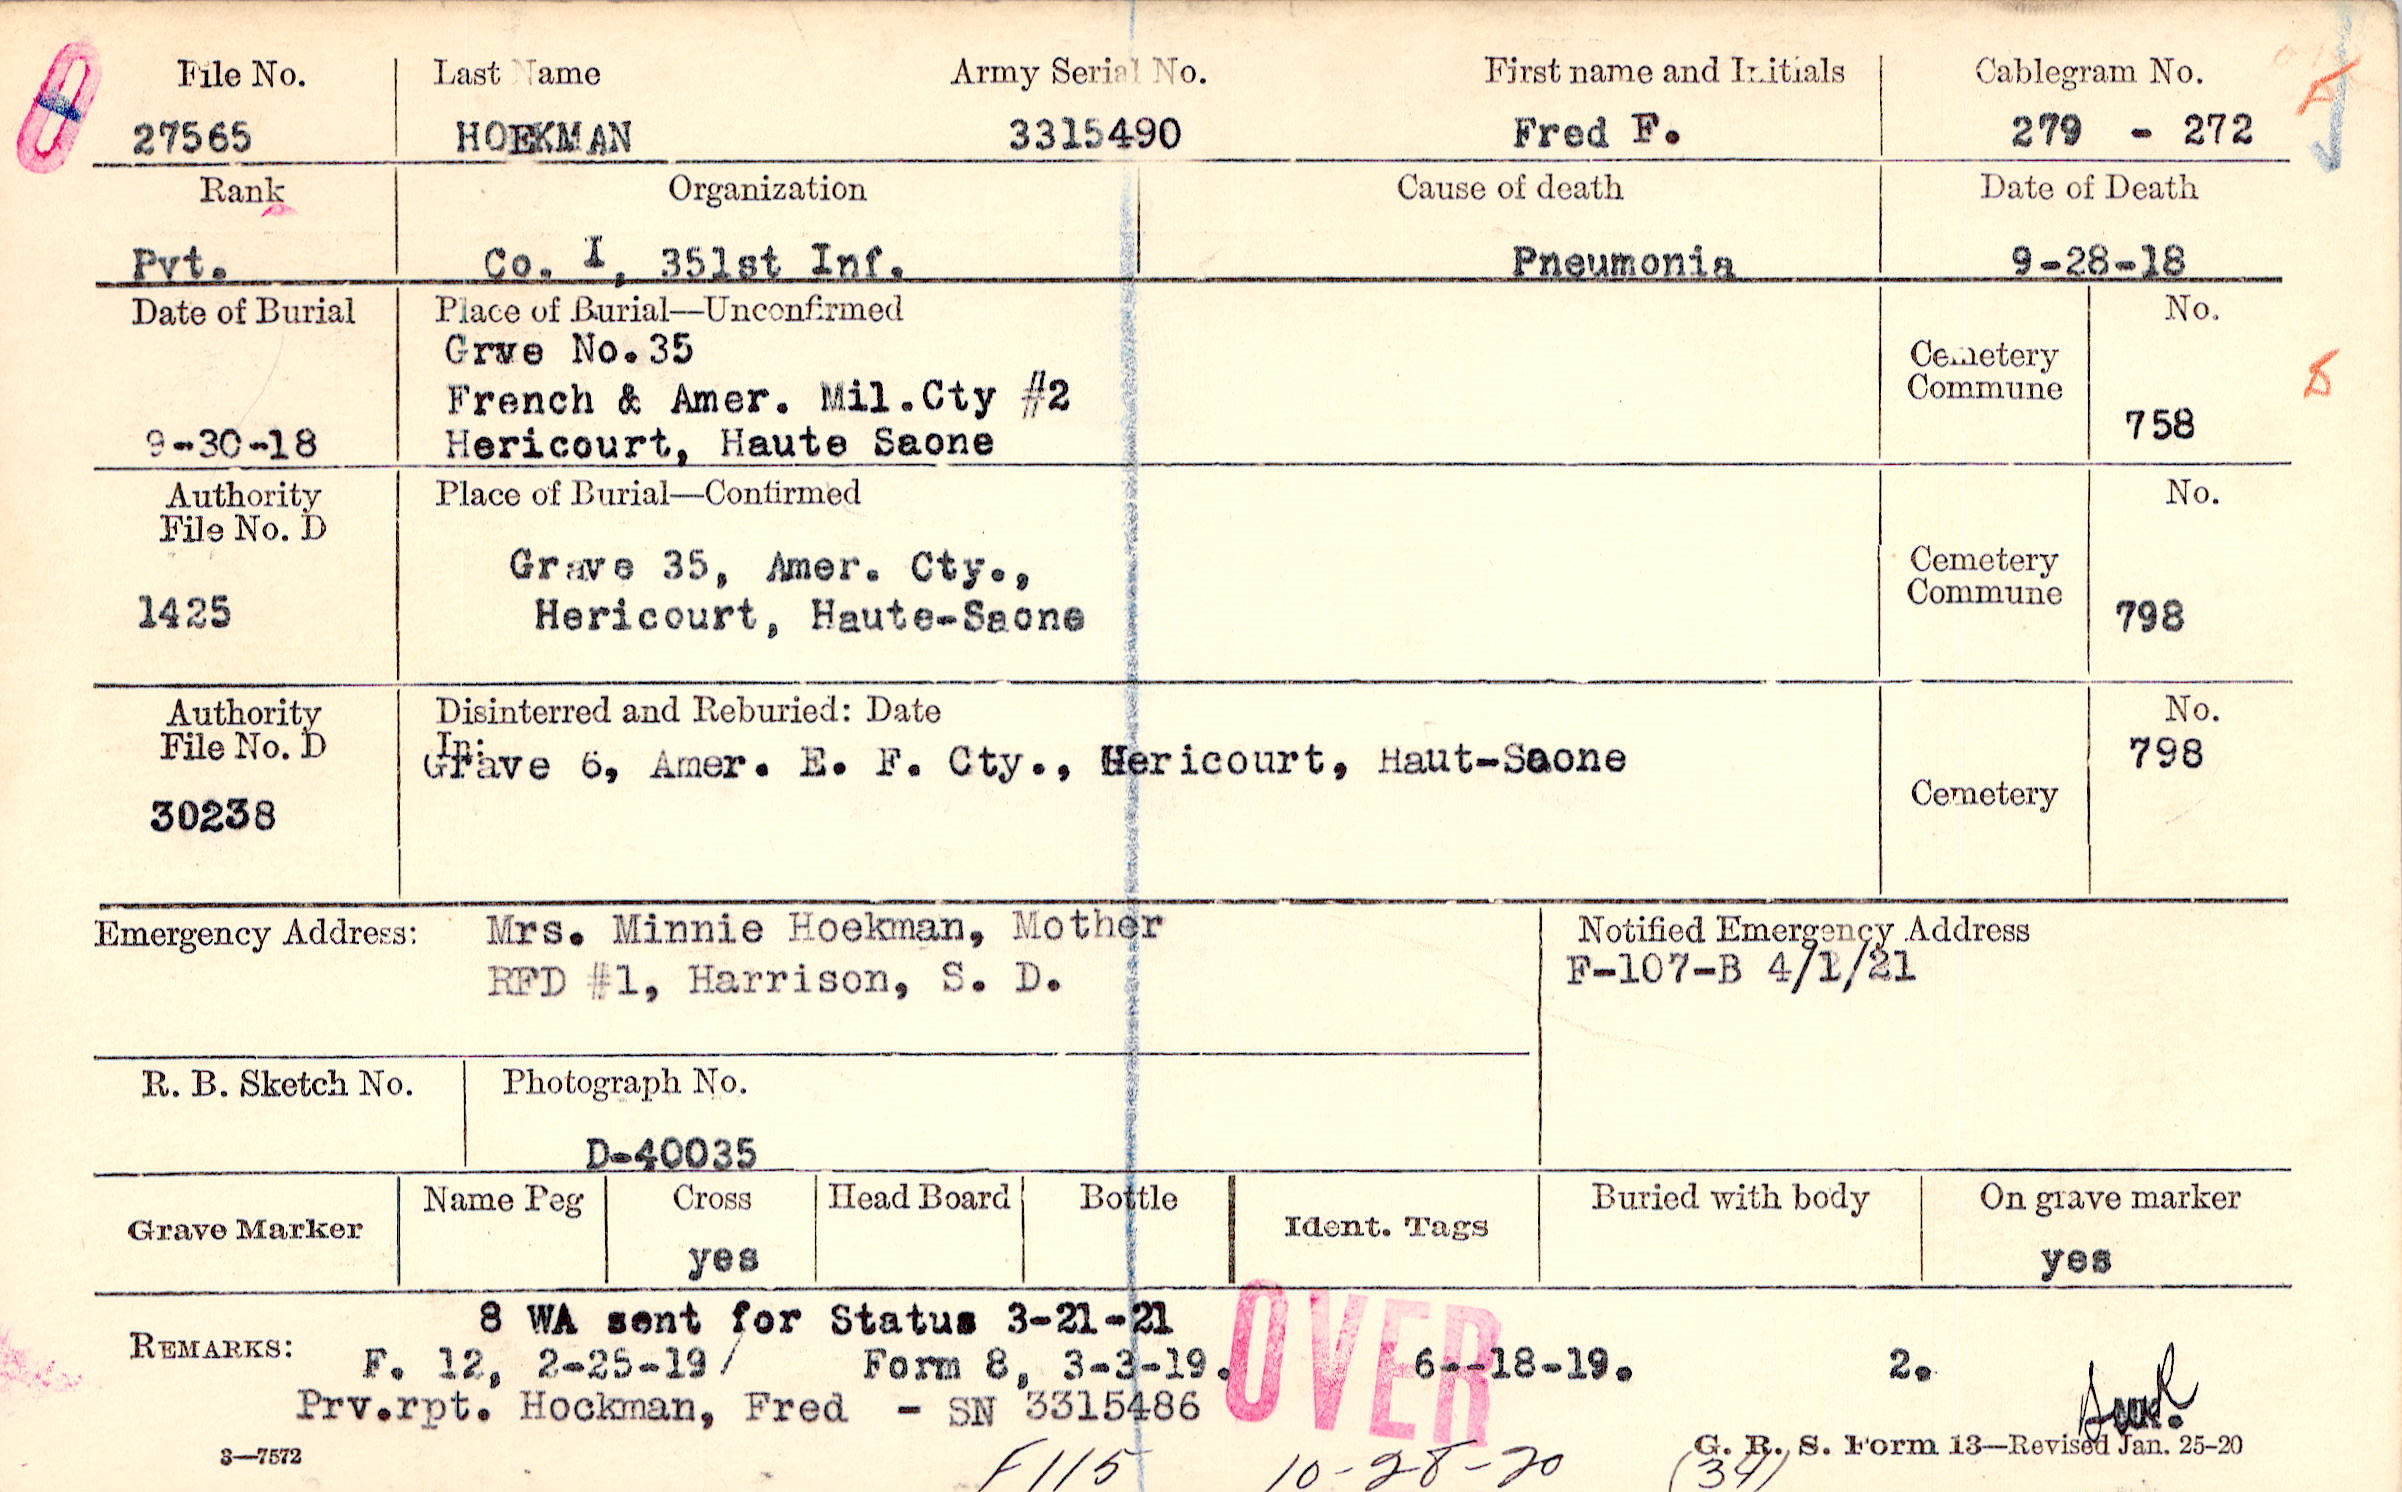 File No.
Last Name
Army Serial No.
First name and Initials
Cablegram No.
27565
HOEKMAN
3315490
Fred F.
279 - 272
Rank
Organization
Cause of death
Date of Death
Pvt.
Co. I, 351st Inf.
Pneumonia
9-28-18
Date of Burial
Place of Burial—Unconfirmed
No.
Grve No.35
French & Amer. Mil.Cty #2
9-30-18
Hericourt, Haute Saone
Cemetery
Commune
758
Authority
File No. D
Place of Burial—Confirmed
No.
1425
Grave 35, Amer. Cty.,
Hericourt, Haute-Saone
Cemetery
Commune
798
Authority
File No. D
Disinterred and Reburied: Date
In:
No.
Grave 6, Amer. E. F. Cty., Hericourt, Haut-Saone
798
30238
Cemetery
Emergency Address:
Mrs. Minnie Hoekman, Mother
RFD #1, Harrison, S. D.
Notified Emergency Address
F-107-B 4/1/21
R. B. Sketch No.
Photograph No.
D-40035
Grave Marker
Name Peg
Cross
yes
Head Board
Bottle
Ident. Tags
Buried with body
On grave marker
yes
8 WA sent for Status 3-21-21
REMARKS:
F. 12, 2-25-19/ Form 8, 3-3-19. 6--18-19. 2.
OVER
Prv.rpt. Hockman, Fred - SN 3315486
3—7572
G. R. S. Form 13—Revised Jan. 25-20
F115 10-28-20 (34)